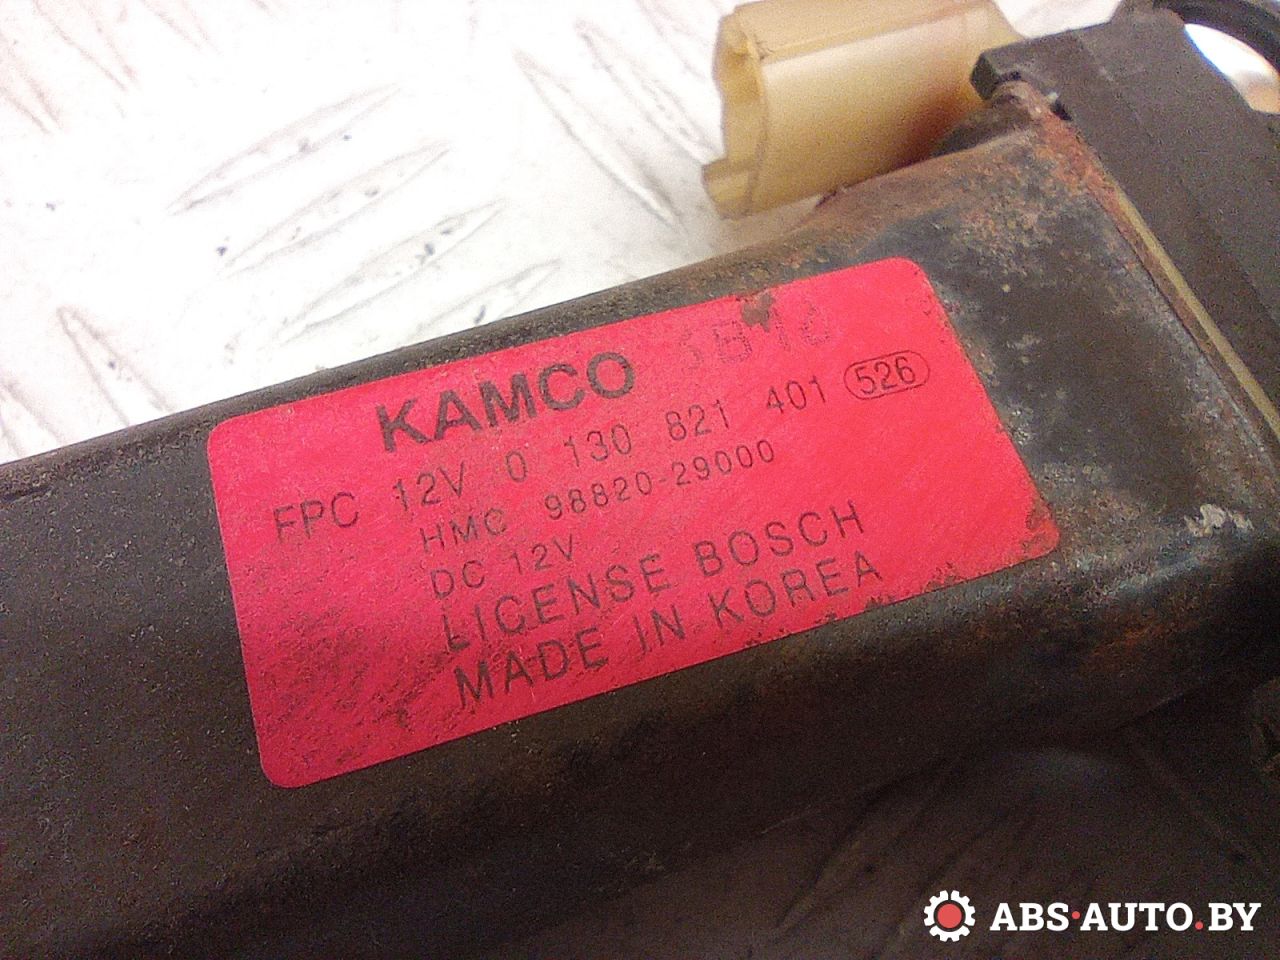 KAMCO
FPC 12V 0 130 821 401 526
HMC 98820-29000
DC 12V
LICENSE BOSCH
MADE IN KOREA
ABS·AUTO.BY